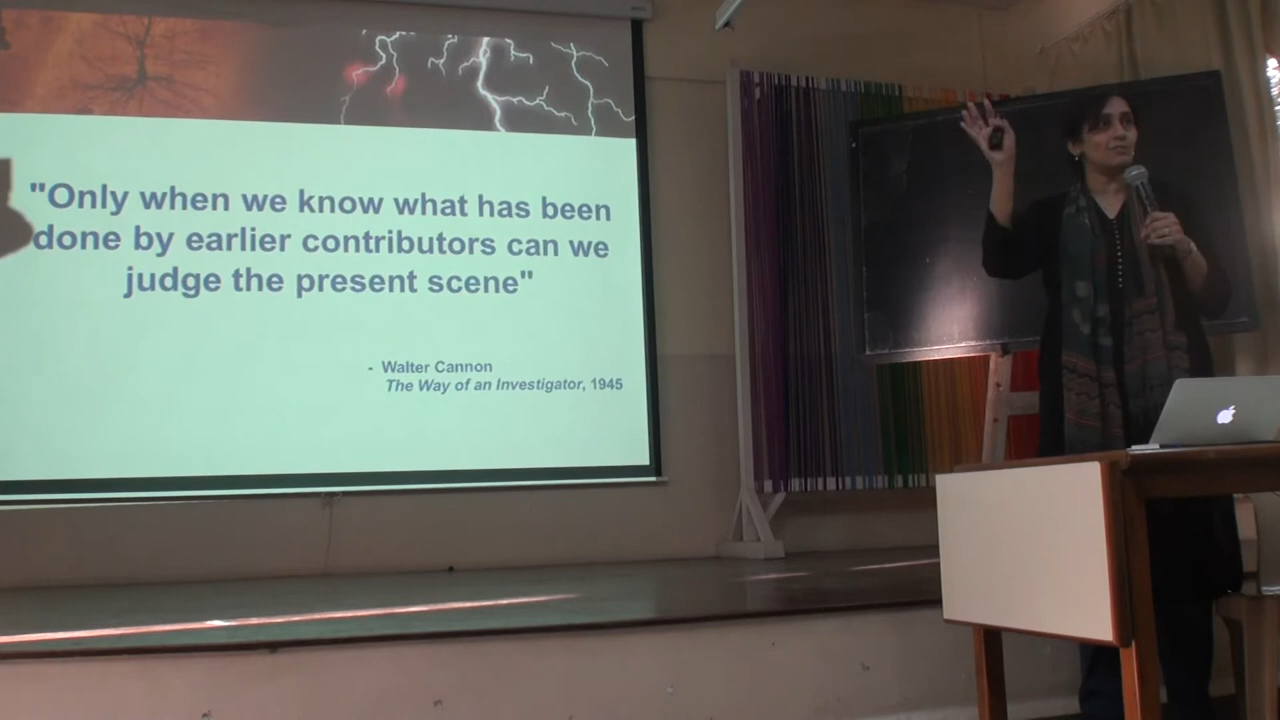 "Only when we know what has been
done by earlier contributors can we
judge the present scene"
- Walter Cannon
The Way of an Investigator, 1945